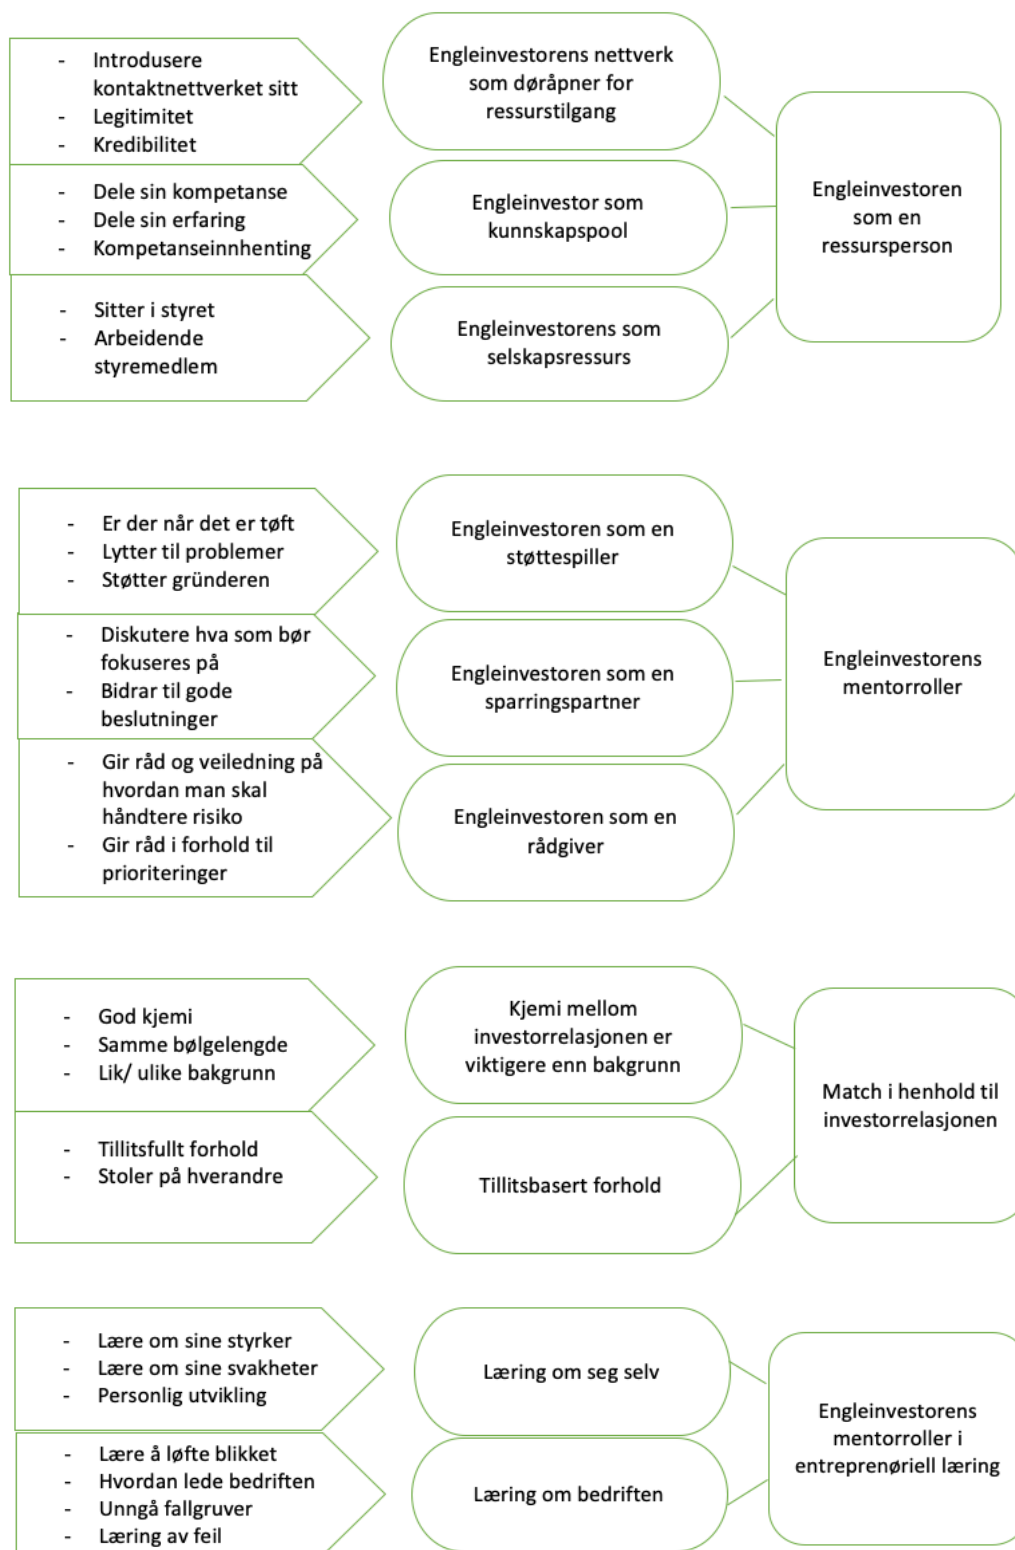 - Introdusere
kontaktnettverket sitt
- Legitimitet
- Kredibilitet
Engleinvestorens nettverk
som døråpner for
ressurstilgang
- Dele sin kompetanse
- Dele sin erfaring
- Kompetanseinnhenting
Engleinvestor som
kunnskapspool
- Sitter i styret
- Arbeidende
styremedlem
Engleinvestorens som
selskapsressurs
Engleinvestoren
som en
ressursperson
- Er der når det er tøft
- Lytter til problemer
- Støtter gründeren
Engleinvestoren som en
støttespiller
- Diskutere hva som bør
fokuseres på
- Bidrar til gode
beslutninger
Engleinvestoren som en
sparringspartner
- Gir råd og veiledning på
hvordan man skal
håndtere risiko
- Gir råd i forhold til
prioriteringer
Engleinvestoren som en
rådgiver
Engleinvestorens
mentorroller
- God kjemi
- Samme bølgelengde
- Lik/ ulike bakgrunn
Kjemi mellom
investorrelasjonen er
viktigere enn bakgrunn
- Tillitsfullt forhold
- Stoler på hverandre
Tillitsbasert forhold
Match i henhold til
investorrelasjonen
- Lære om sine styrker
- Lære om sine svakheter
- Personlig utvikling
Læring om seg selv
- Lære å løfte blikket
- Hvordan lede bedriften
- Unngå fallgruver
- Læring av feil
Læring om bedriften
Engleinvestorens
mentorroller i
entreprenøriell læring